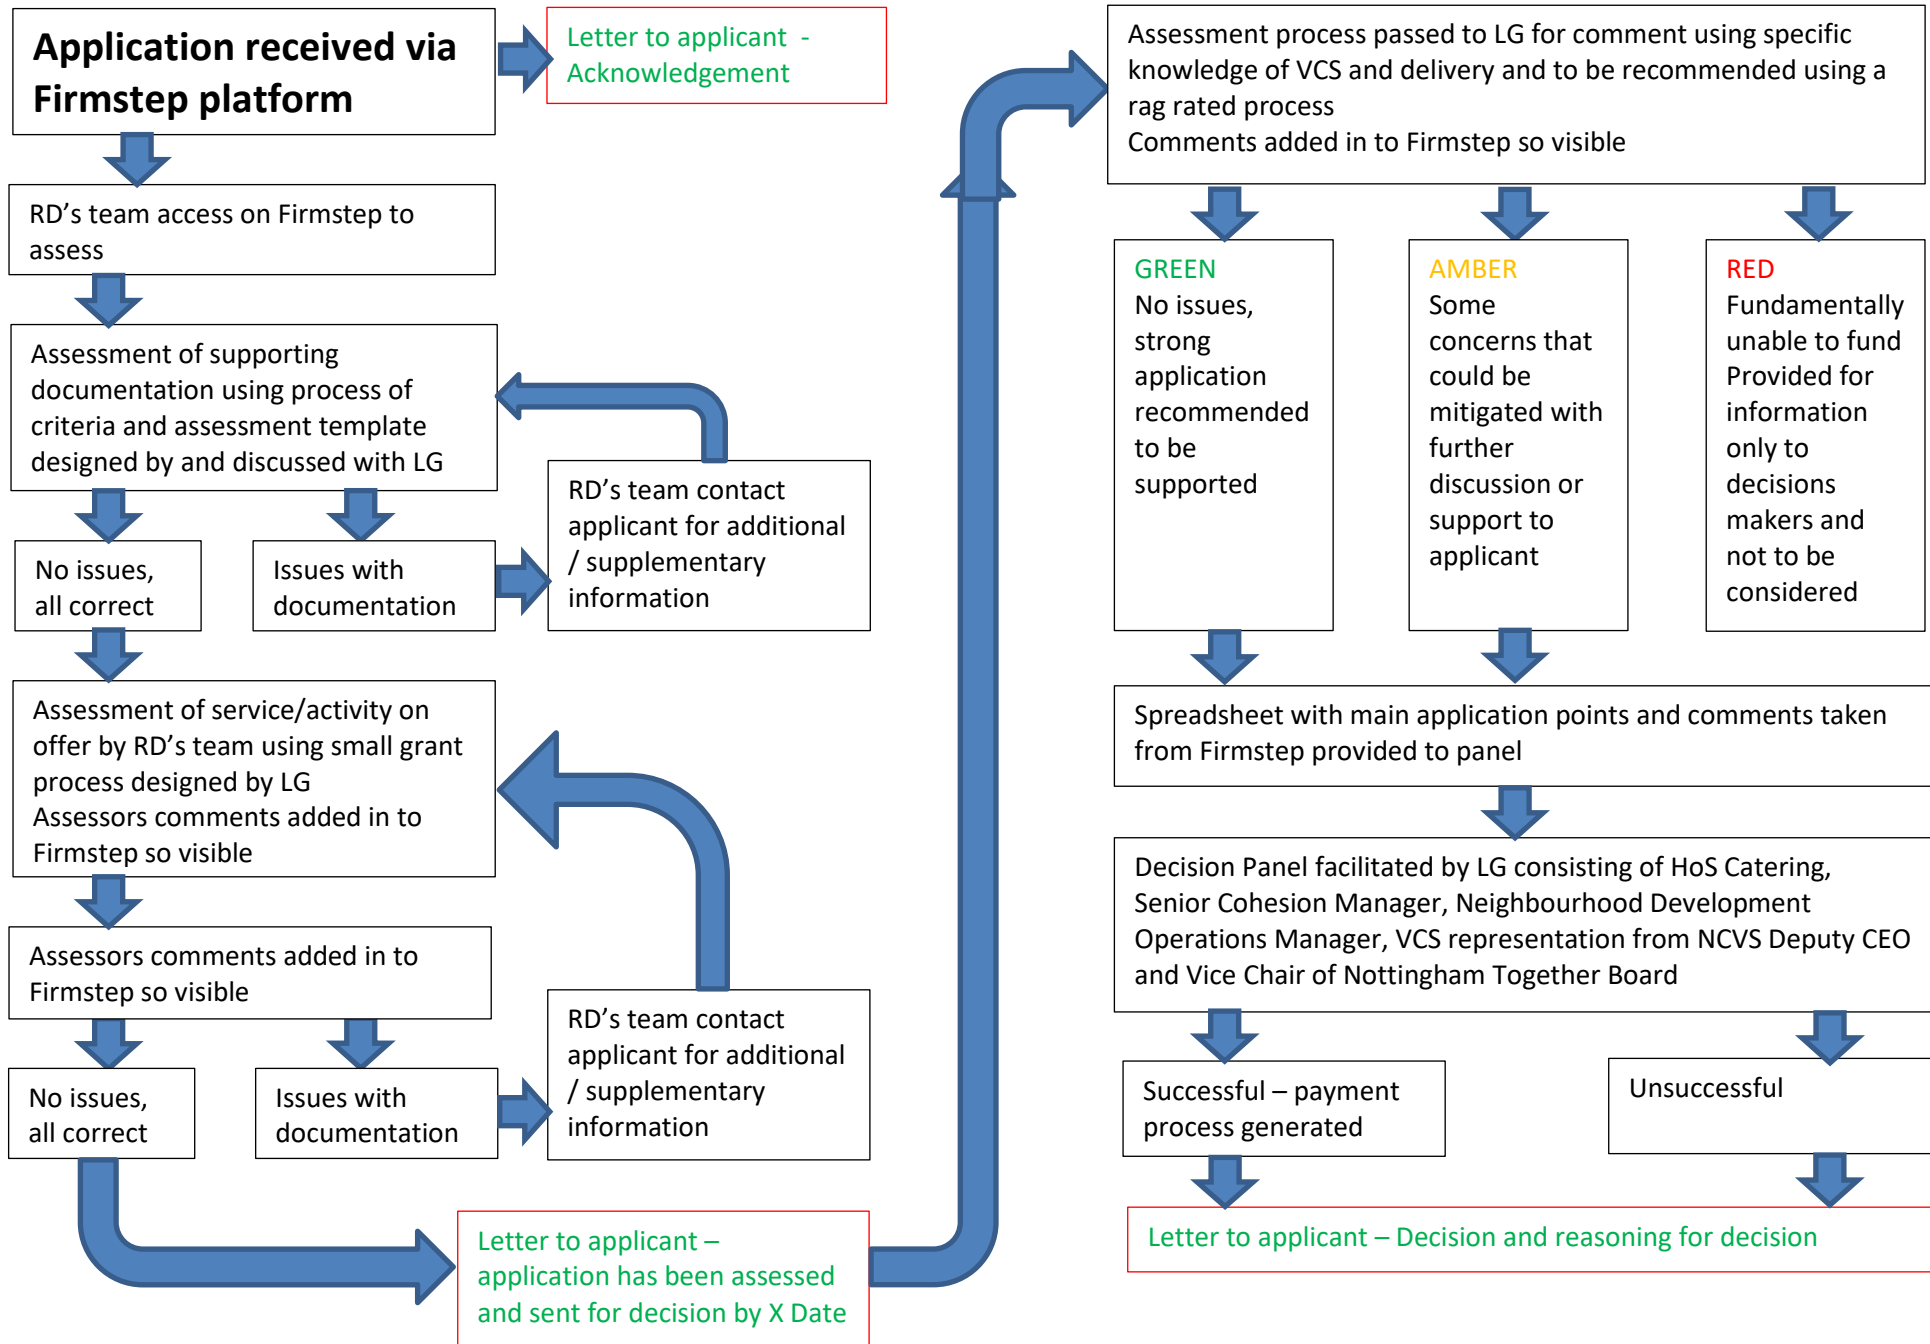 Application received via
Firmstep platform
Letter to applicant  -
Acknowledgement
RD’s team access on Firmstep to
assess
Assessment of supporting
documentation using process of
criteria and assessment template
designed by and discussed with LG
No issues,
all correct
Issues with
documentation
RD’s team contact
applicant for additional
/ supplementary
information
Assessment of service/activity on
offer by RD’s team using small grant
process designed by LG
Assessors comments added in to
Firmstep so visible
Assessors comments added in to
Firmstep so visible
No issues,
all correct
Issues with
documentation
RD’s team contact
applicant for additional
/ supplementary
information
Letter to applicant –
application has been assessed
and sent for decision by X Date
Assessment process passed to LG for comment using specific
knowledge of VCS and delivery and to be recommended using a
rag rated process
Comments added in to Firmstep so visible
GREEN
No issues,
strong
application
recommended
to be
supported
AMBER
Some
concerns that
could be
mitigated with
further
discussion or
support to
applicant
RED
Fundamentally
unable to fund
Provided for
information
only to
decisions
makers and
not to be
considered
Spreadsheet with main application points and comments taken
from Firmstep provided to panel
Decision Panel facilitated by LG consisting of HoS Catering,
Senior Cohesion Manager, Neighbourhood Development
Operations Manager, VCS representation from NCVS Deputy CEO
and Vice Chair of Nottingham Together Board
Successful – payment
process generated
Unsuccessful
Letter to applicant – Decision and reasoning for decision